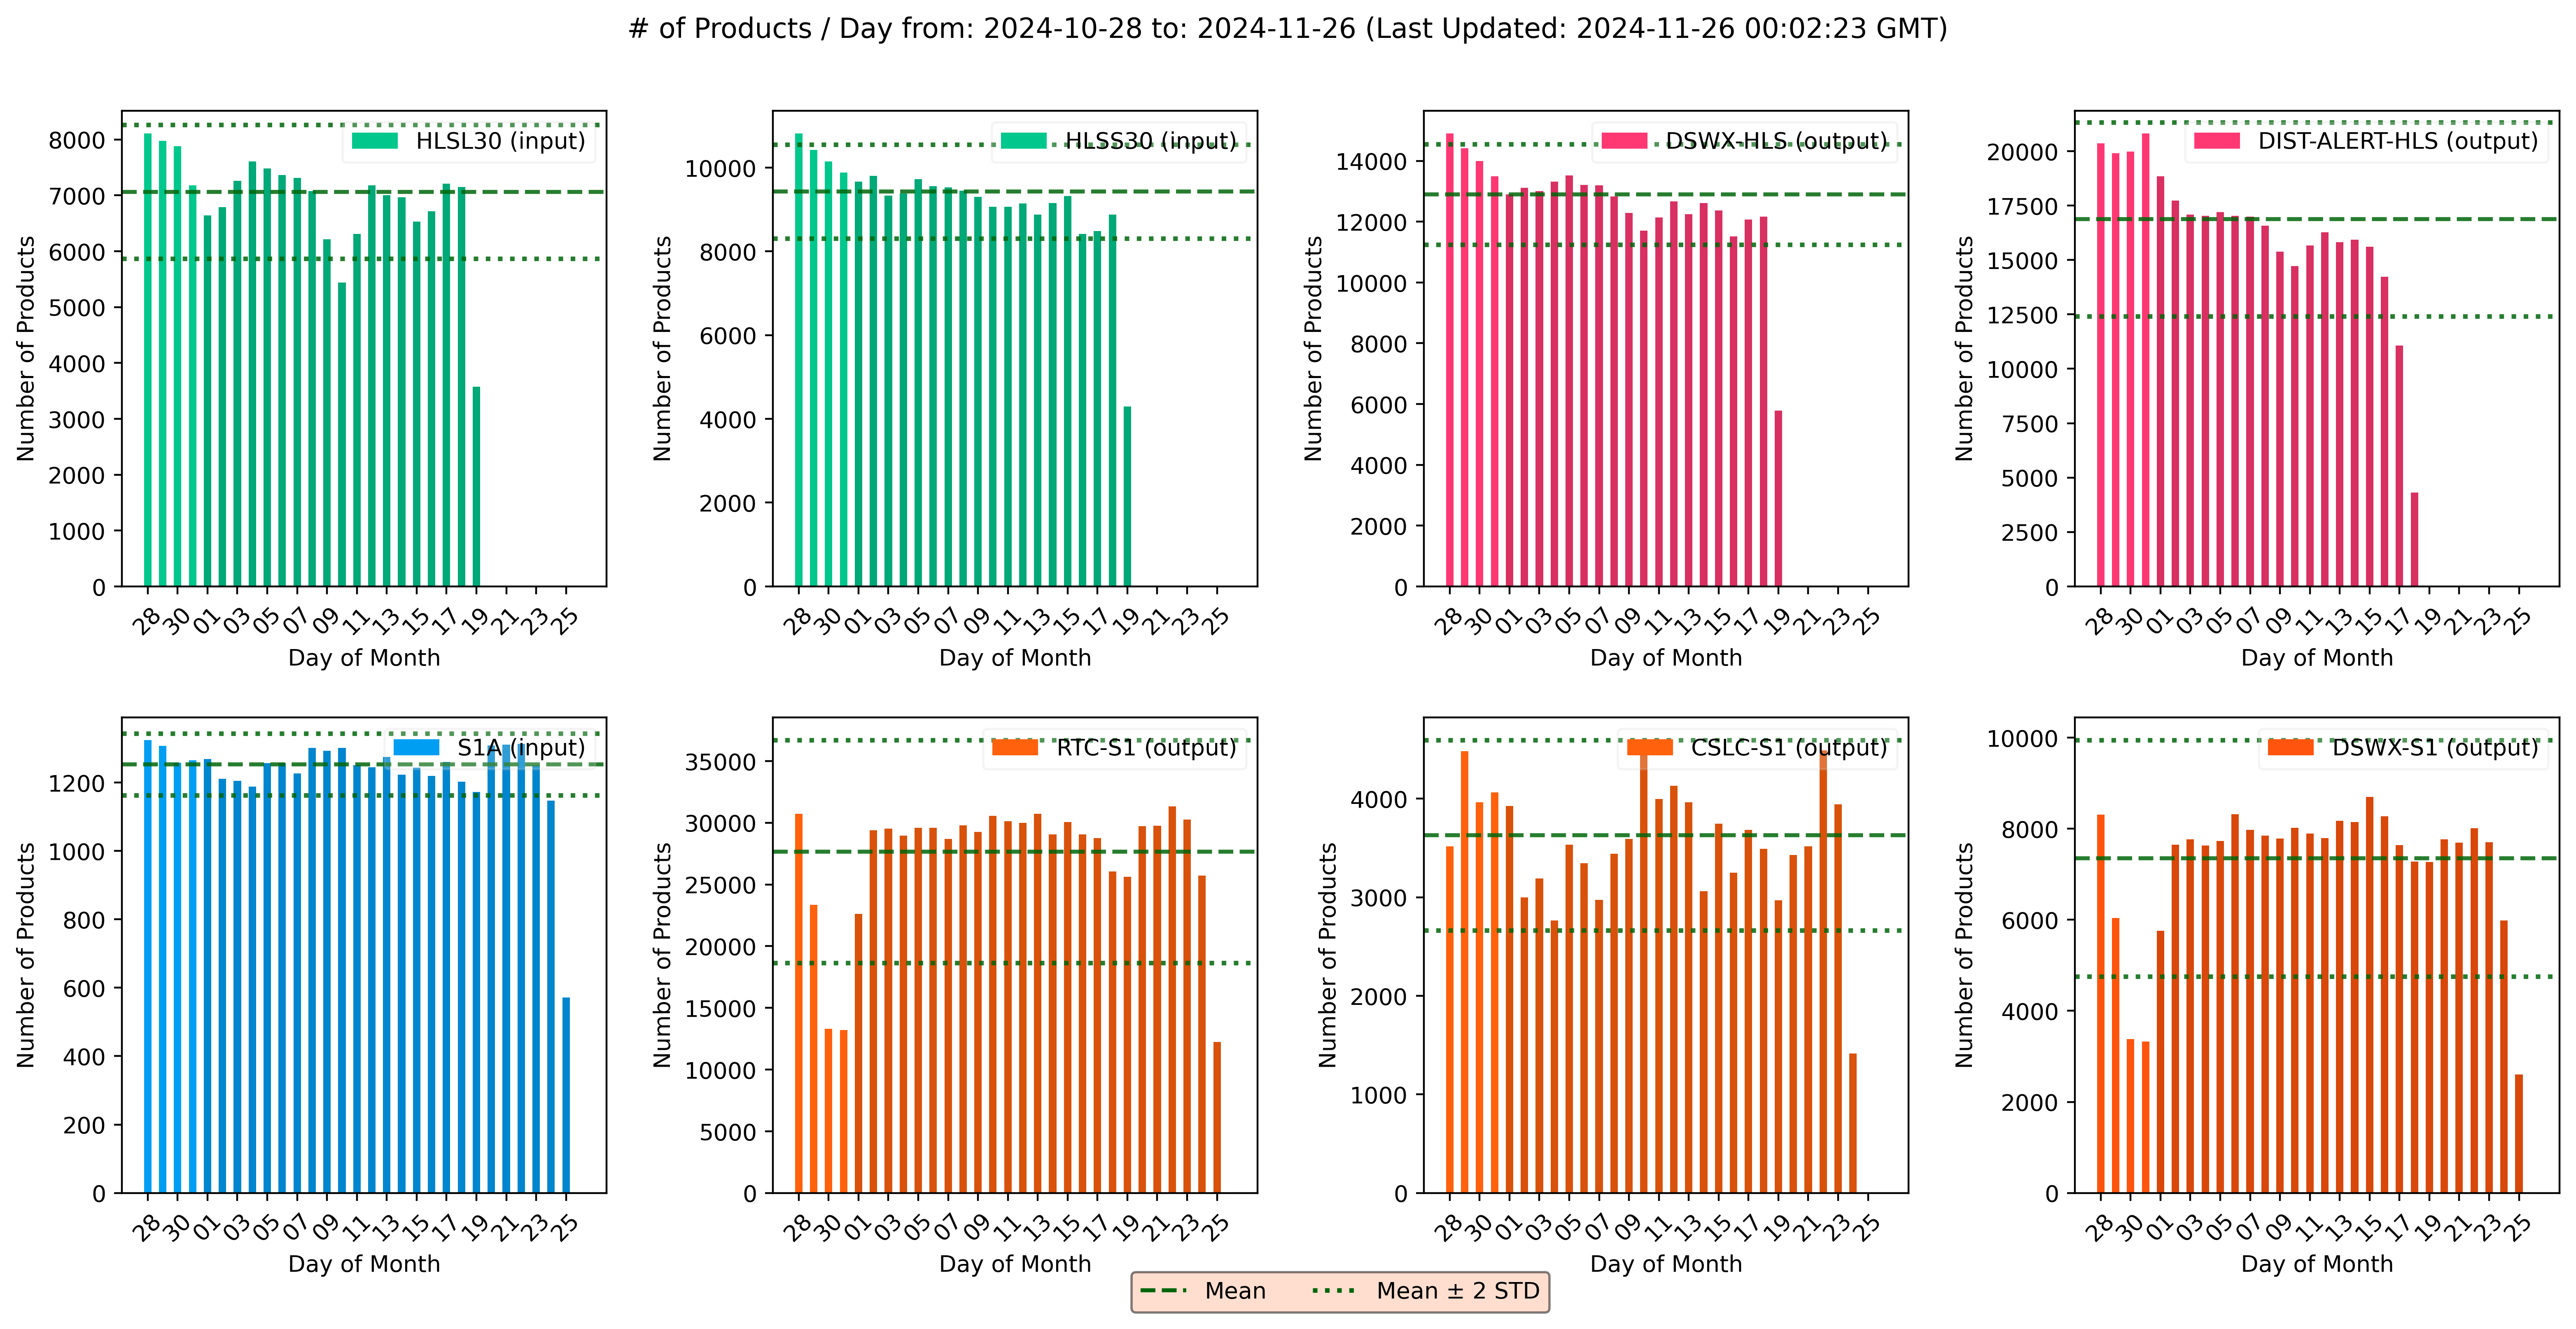 # of Products / Day from: 2024-10-28 to: 2024-11-26 (Last Updated: 2024-11-26 00:02:23 GMT)
HLSL30 (input)
Number of Products
8000
7000
6000
5000
4000
3000
2000
1000
0
28 30 01 03 05 07 09 11 13 15 17 19 21 23 25
Day of Month
HLSS30 (input)
Number of Products
10000
8000
6000
4000
2000
0
28 30 01 03 05 07 09 11 13 15 17 19 21 23 25
Day of Month
DSWX-HLS (output)
Number of Products
14000
12000
10000
8000
6000
4000
2000
0
28 30 01 03 05 07 09 11 13 15 17 19 21 23 25
Day of Month
DIST-ALERT-HLS (output)
Number of Products
20000
17500
15000
12500
10000
7500
5000
2500
0
28 30 01 03 05 07 09 11 13 15 17 19 21 23 25
Day of Month
S1A (input)
Number of Products
1200
1000
800
600
400
200
0
28 30 01 03 05 07 09 11 13 15 17 19 21 23 25
Day of Month
RTC-S1 (output)
Number of Products
35000
30000
25000
20000
15000
10000
5000
0
28 30 01 03 05 07 09 11 13 15 17 19 21 23 25
Day of Month
CSLC-S1 (output)
Number of Products
4000
3000
2000
1000
0
28 30 01 03 05 07 09 11 13 15 17 19 21 23 25
Day of Month
DSWX-S1 (output)
Number of Products
10000
8000
6000
4000
2000
0
28 30 01 03 05 07 09 11 13 15 17 19 21 23 25
Day of Month
Mean Mean ± 2 STD